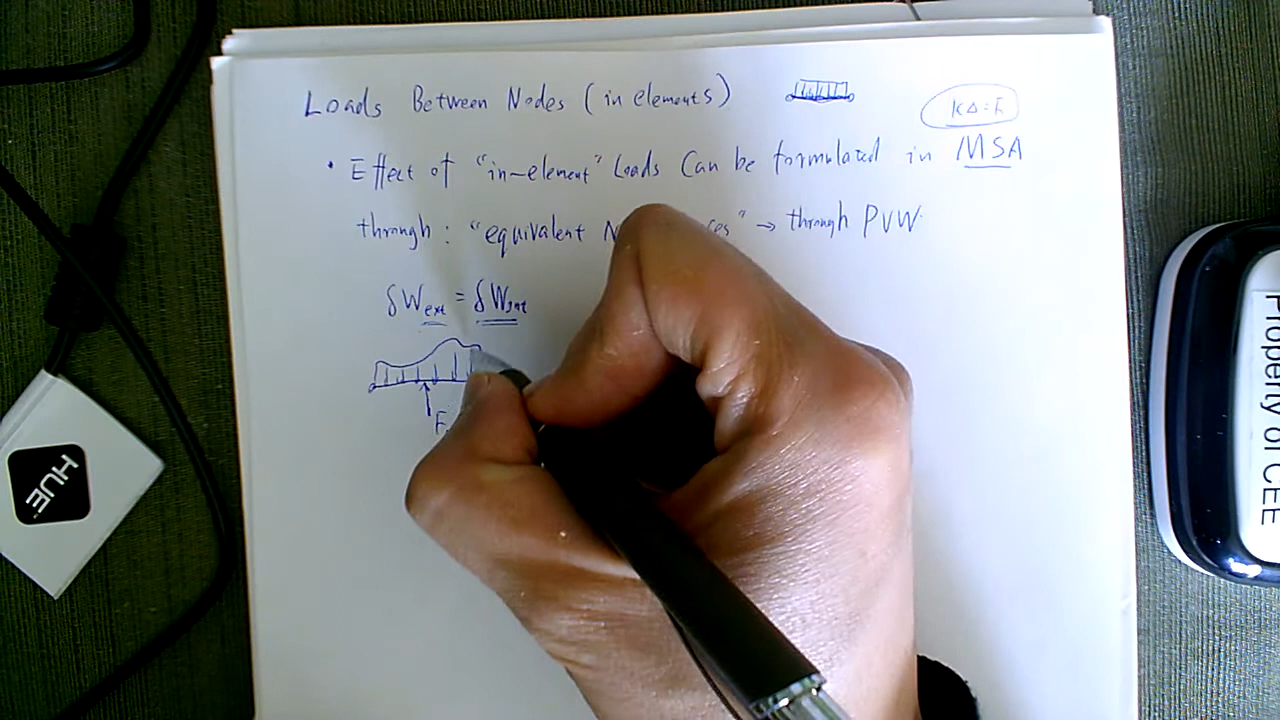 Loads Between Nodes (in elements)
K Δ = F
• Effect of "in-element" Loads Can be formulated in MSA
through: "equivalent → through PVW
δWext = δWInt
F
HUE
Property of CEE